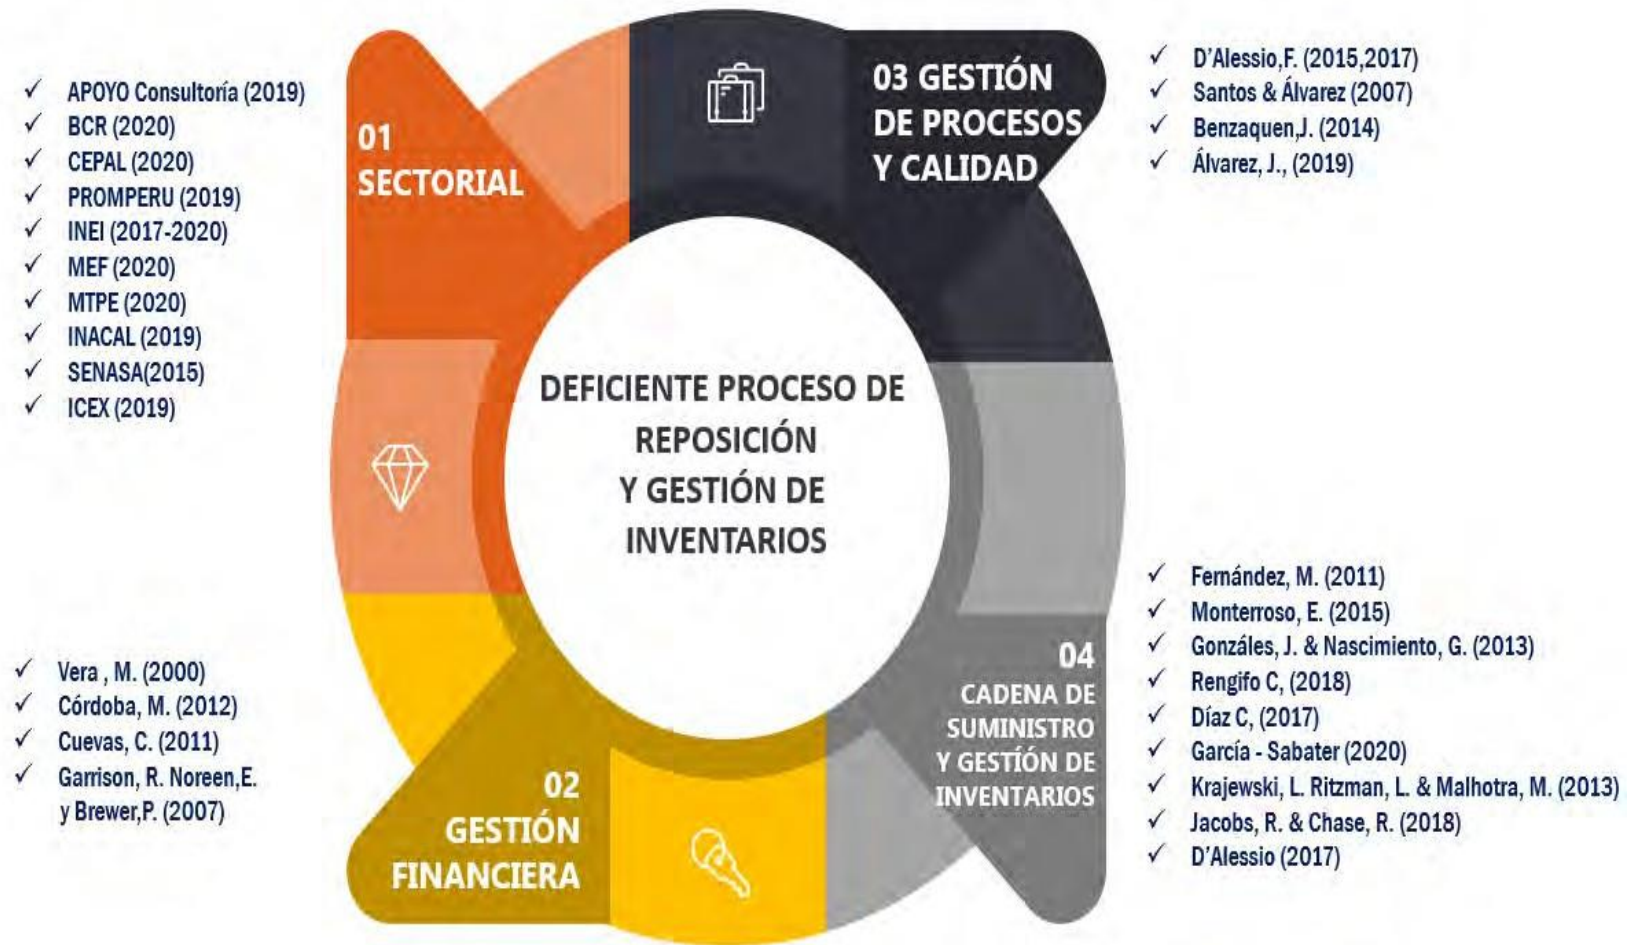 ✓ APOYO Consultoría (2019)
✓ BCR (2020)
✓ CEPAL (2020)
✓ PROMPERU (2019)
✓ INEI (2017-2020)
✓ MEF (2020)
✓ MTPE (2020)
✓ INACAL (2019)
✓ SENASA(2015)
✓ ICEX (2019)
01
SECTORIAL
03 GESTIÓN
DE PROCESOS
Y CALIDAD
✓ D'Alessio,F. (2015,2017)
✓ Santos & Álvarez (2007)
✓ Benzaquen,J. (2014)
✓ Álvarez, J., (2019)
DEFICIENTE PROCESO DE
REPOSICIÓN
Y GESTIÓN DE
INVENTARIOS
✓ Vera , M. (2000)
✓ Córdoba, M. (2012)
✓ Cuevas, C. (2011)
✓ Garrison, R. Noreen,E.
y Brewer,P. (2007)
02
GESTIÓN
FINANCIERA
04
CADENA DE
SUMINISTRO
Y GESTÍÓN DE
INVENTARIOS
✓ Fernández, M. (2011)
✓ Monterroso, E. (2015)
✓ Gonzáles, J. & Nascimiento, G. (2013)
✓ Rengifo C, (2018)
✓ Díaz C, (2017)
✓ García - Sabater (2020)
✓ Krajewski, L. Ritzman, L. & Malhotra, M. (2013)
✓ Jacobs, R. & Chase, R. (2018)
✓ D'Alessio (2017)